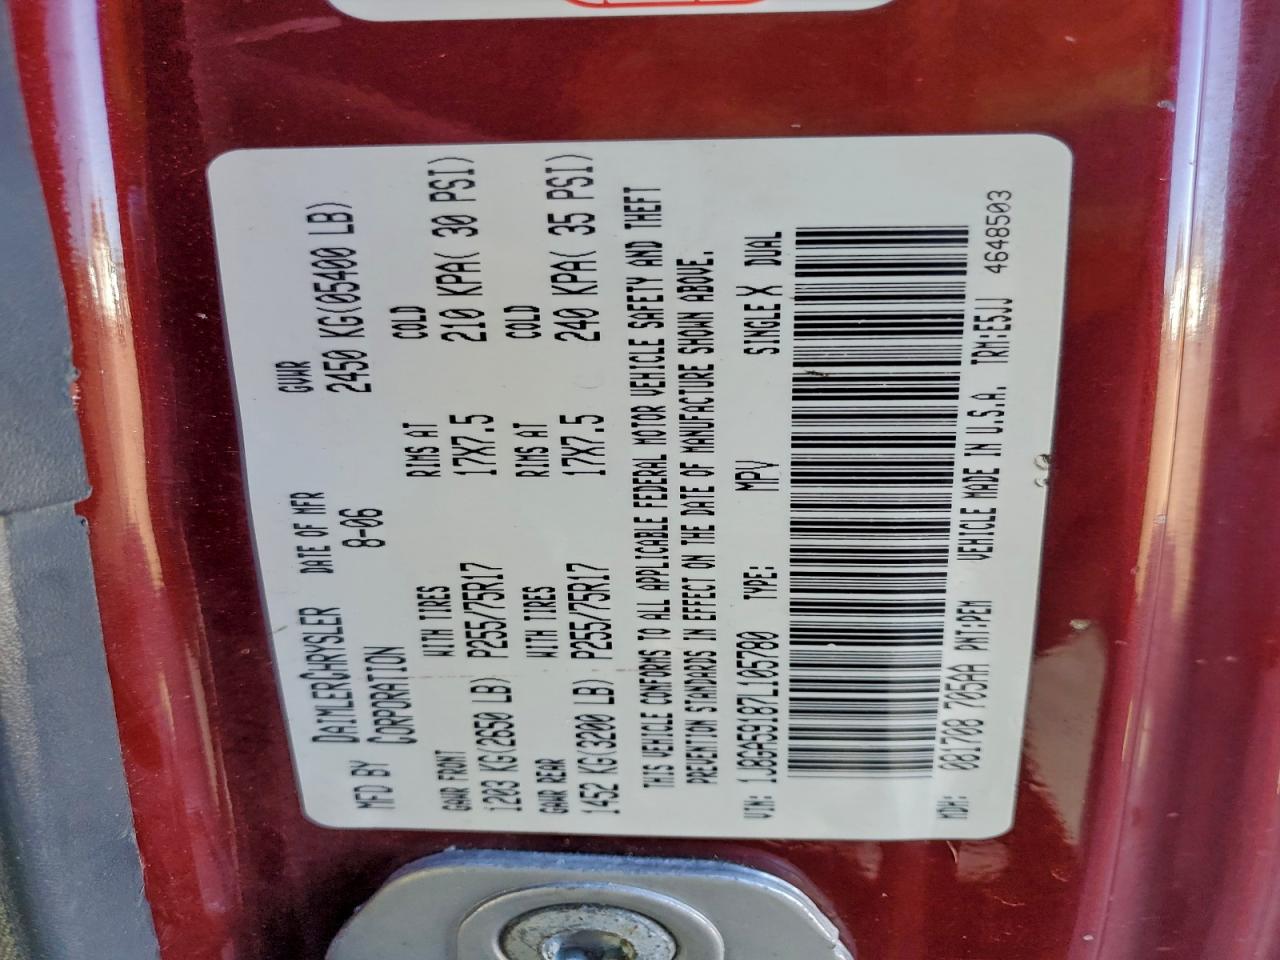 MFD BY DAIMLERCHRYSLER CORPORATION DATE OF MFR 8-06 GVWR 2450 KG(05400 LB)
GAWR FRONT WITH TIRES RIMS AT COLD
1203 KG(2650 LB) P255/75R17 17X7.5 210 KPA( 30 PSI)
GAWR REAR WITH TIRES RIMS AT COLD
1452 KG 3200 LB) P255/75R17 17X7.5 240 KPA( 35 PSI)
THIS VEHICLE CONFORMS TO ALL APPLICABLE FEDERAL MOTOR VEHICLE SAFETY AND THEFT
PREVENTION STANDARDS IN EFFECT ON THE DATE OF MANUFACTURE SHOWN ABOVE.
VIN: 1J8GA59187L105780 TYPE: MPV SINGLE X DUAL
MDH: 081708 705AA PNT:PEM VEHICLE MADE IN U.S.A. TRM:E5JJ 4648503